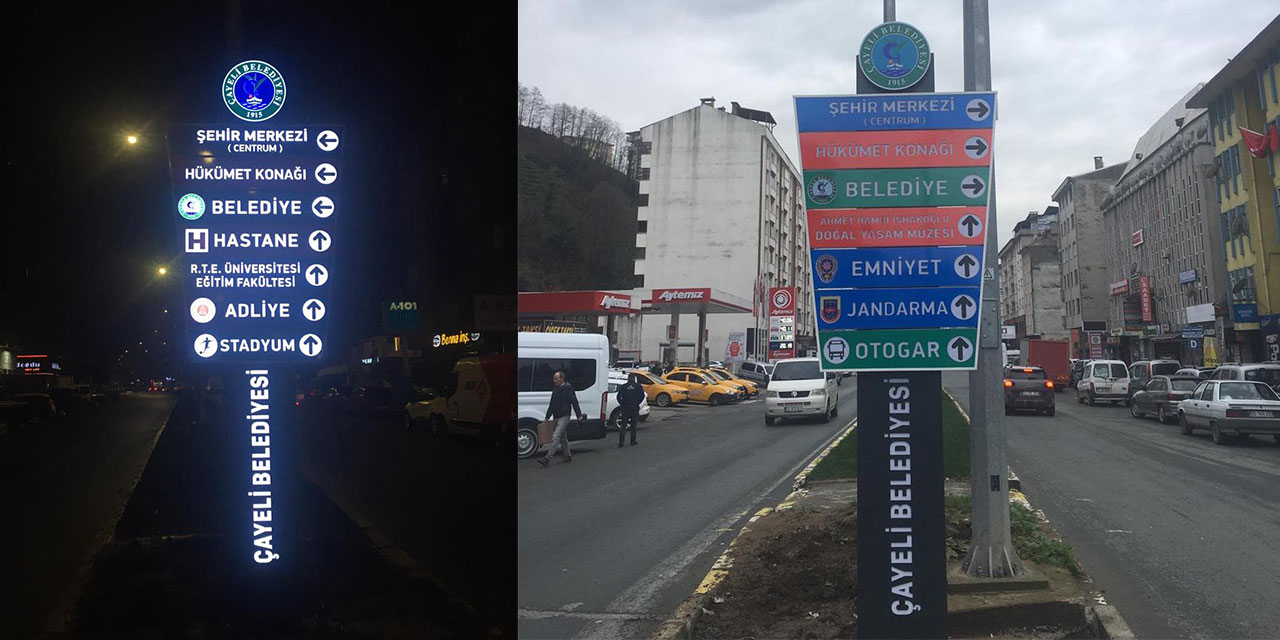 ÇAYELİ BELEDİYESİ
1915
ŞEHİR MERKEZİ
( CENTRUM )
HÜKÜMET KONAĞI
BELEDİYE
H HASTANE
R.T.E. ÜNİVERSİTESİ
EĞİTİM FAKÜLTESİ
ADLİYE
STADYUM
ÇAYELİ BELEDİYESİ
A-101
ÇAYELİ BELEDİYESİ
1915
ŞEHİR MERKEZİ
( CENTRUM )
HÜKÜMET KONAĞI
BELEDİYE
AHMET HAMDİ İSHAKOĞLU
DOĞAL YAŞAM MÜZESİ
EMNİYET
JANDARMA
OTOGAR
ÇAYELİ BELEDİYESİ
Aytemiz
Aytemiz